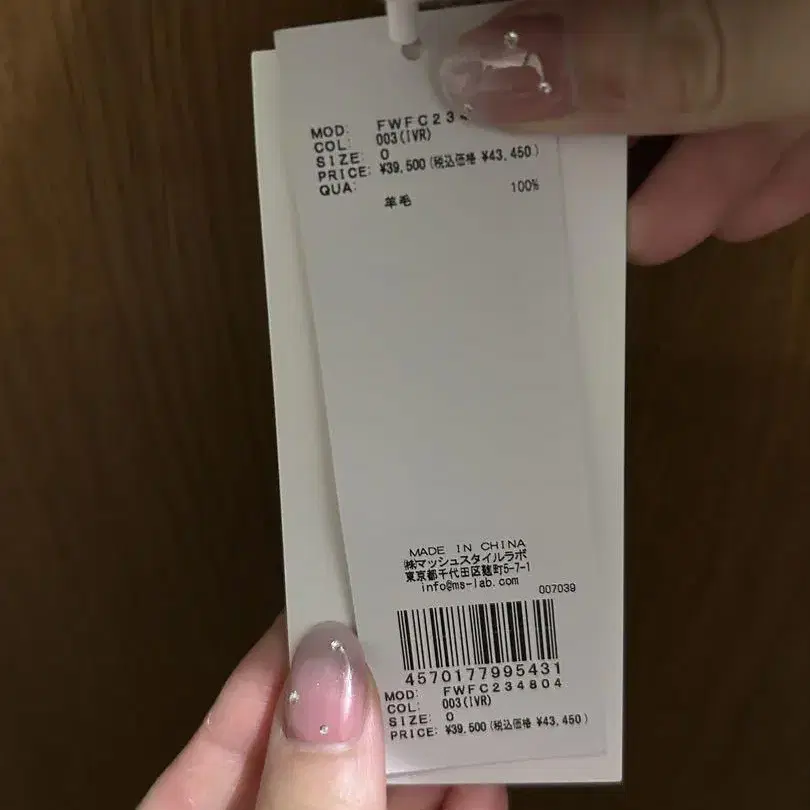 MOD: FWFC23
COL: 003(IVR)
SIZE: 0
PRICE: ¥39,500(税込価格 ¥43,450)
QUA:
羊毛 100%
MADE IN CHINA
㈱マッシュスタイルラボ
東京都千代田区麹町5-7-1
info@ms-lab.com
007039
4570177995431
MOD: FWFC234804
COL: 003(IVR)
SIZE: 0
PRICE: ¥39,500(税込価格 ¥43,450)